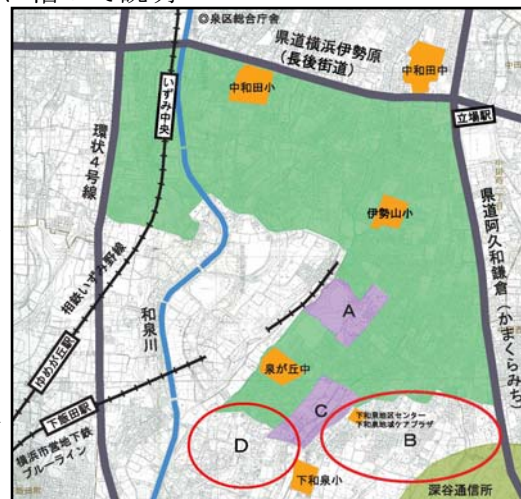 ◎泉区総合庁舎
県道横浜伊勢原
(長後街道)
中和田中
中和田小
いずみ中央
立場駅
環状4号線
伊勢山小
県道阿久和鎌倉(かまくらみち)
相鉄いずみ野線
和泉川
A
ゆめが丘駅
泉が丘中
下飯田駅
C
下和泉地区センター
下和泉地域ケアプラザ
B
D
横浜市営地下鉄
ブルーライン
下和泉小
深谷通信所